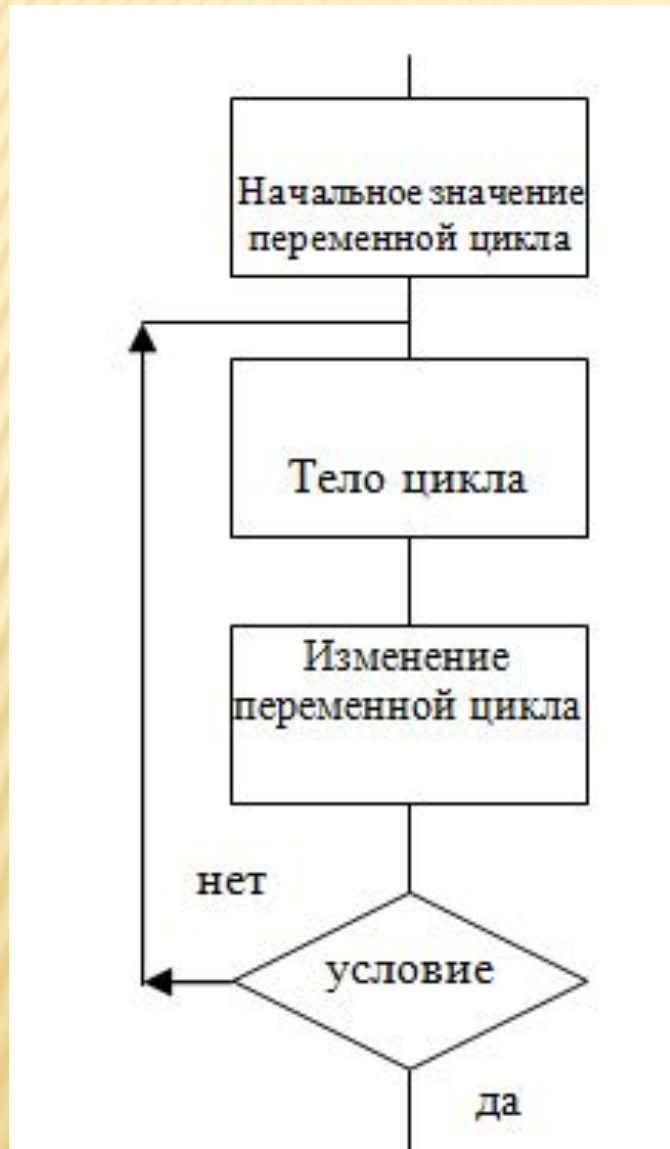 Начальное значение
переменной цикла
Тело цикла
Изменение
переменной цикла
нет
условие
да